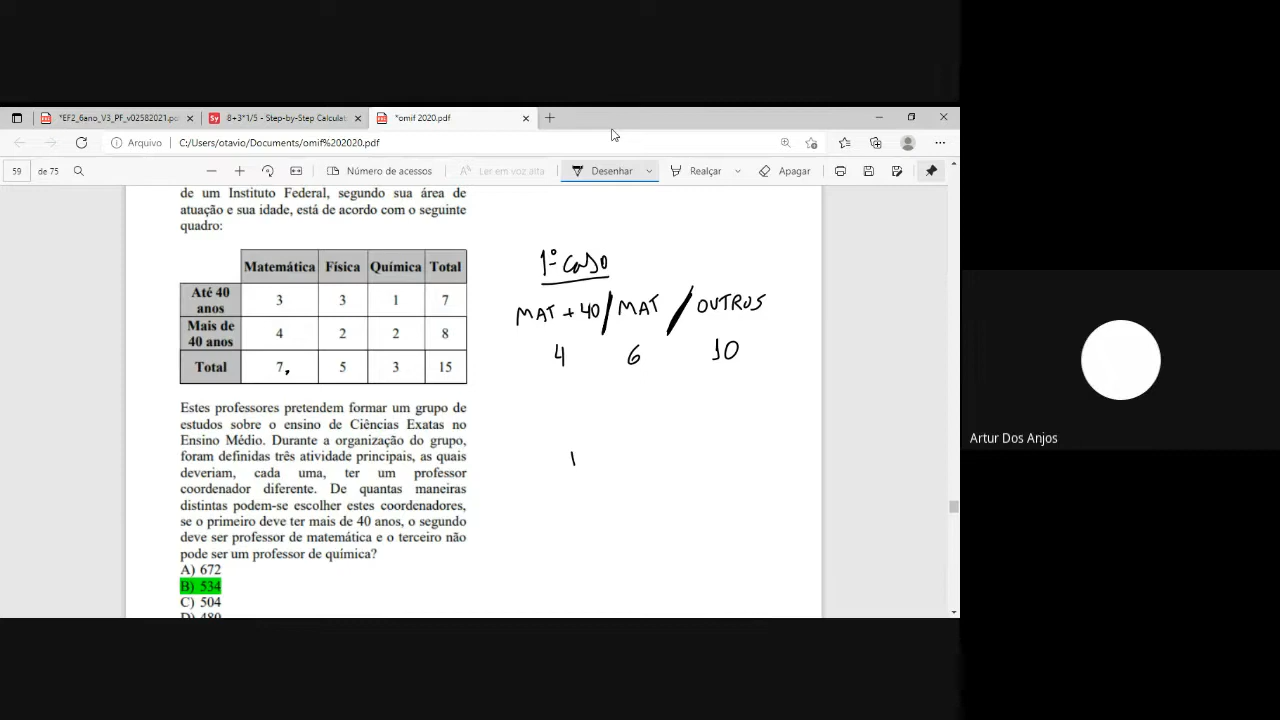 *EF2_6ano_V3_PF_v02582021.pd
8+3*1/5 - Step-by-Step Calculat
*omif 2020.pdf
Arquivo
C:/Users/otavio/Documents/omif%202020.pdf
59 de 75
Número de acessos
Ler em voz alta
Desenhar
Realçar
Apagar
de um Instituto Federal, segundo sua área de
atuação e sua idade, está de acordo com o seguinte
quadro:
Matemática Física Química Total
Até 40 anos 3 3 1 7
Mais de 40 anos 4 2 2 8
Total 7, 5 3 15
Estes professores pretendem formar um grupo de
estudos sobre o ensino de Ciências Exatas no
Ensino Médio. Durante a organização do grupo,
foram definidas três atividade principais, as quais
deveriam, cada uma, ter um professor
coordenador diferente. De quantas maneiras
distintas podem-se escolher estes coordenadores,
se o primeiro deve ter mais de 40 anos, o segundo
deve ser professor de matemática e o terceiro não
pode ser um professor de química?
A) 672
B) 534
C) 504
D) 480
1º CASO
MAT + 40 / MAT / OUTROS
4 6 10
Artur Dos Anjos